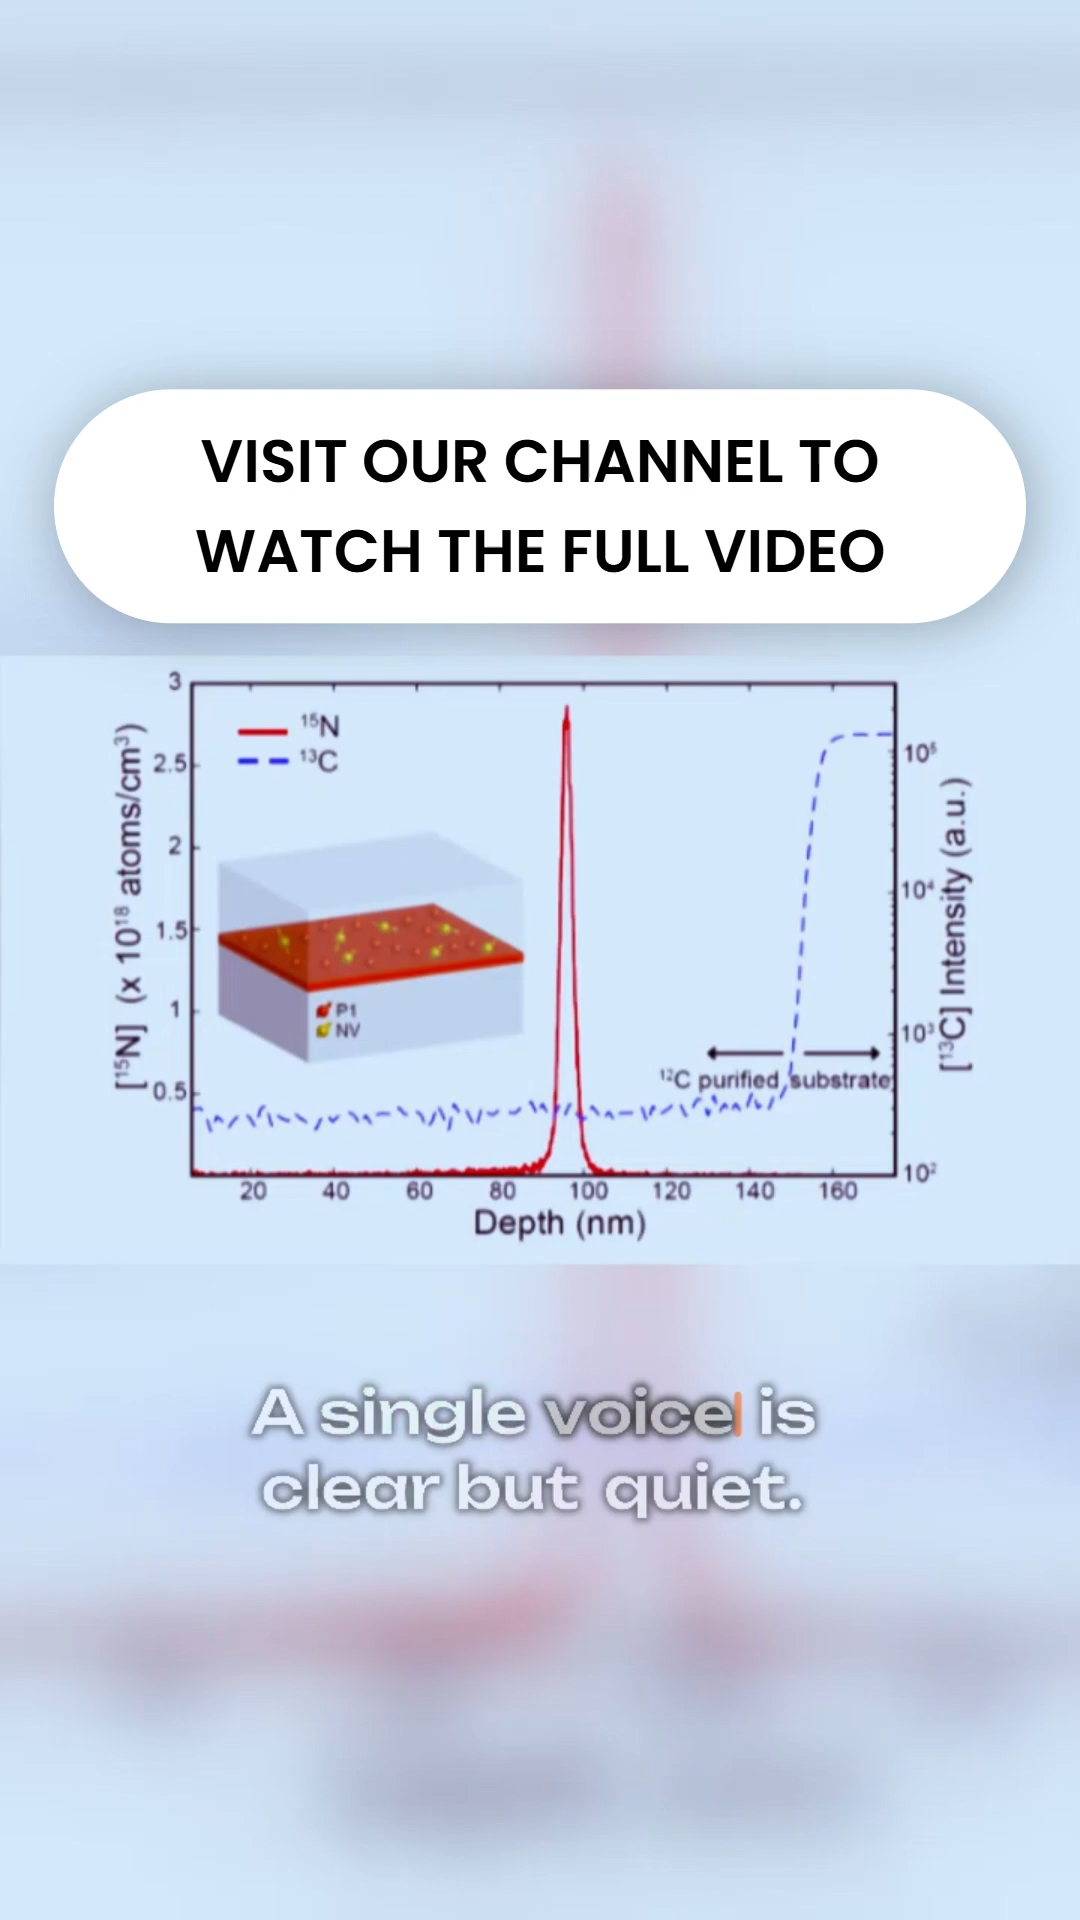 VISIT OUR CHANNEL TO
WATCH THE FULL VIDEO
3
2.5
2
1.5
1
0.5
[¹⁵N] (x 10¹⁸ atoms/cm³)
¹⁵N
¹³C
P1
NV
¹²C purified substrate
10⁵
10⁴
10³
10²
[¹³C] Intensity (a.u.)
20 40 60 80 100 120 140 160
Depth (nm)
A single voice is
clear but quiet.